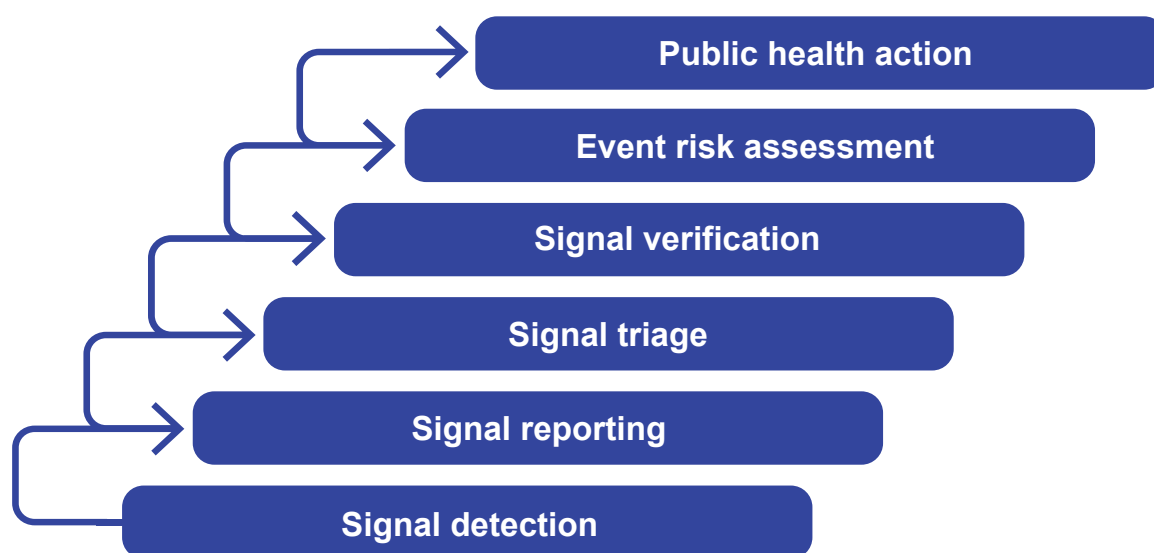 Public health action
Event risk assessment
Signal verification
Signal triage
Signal reporting
Signal detection